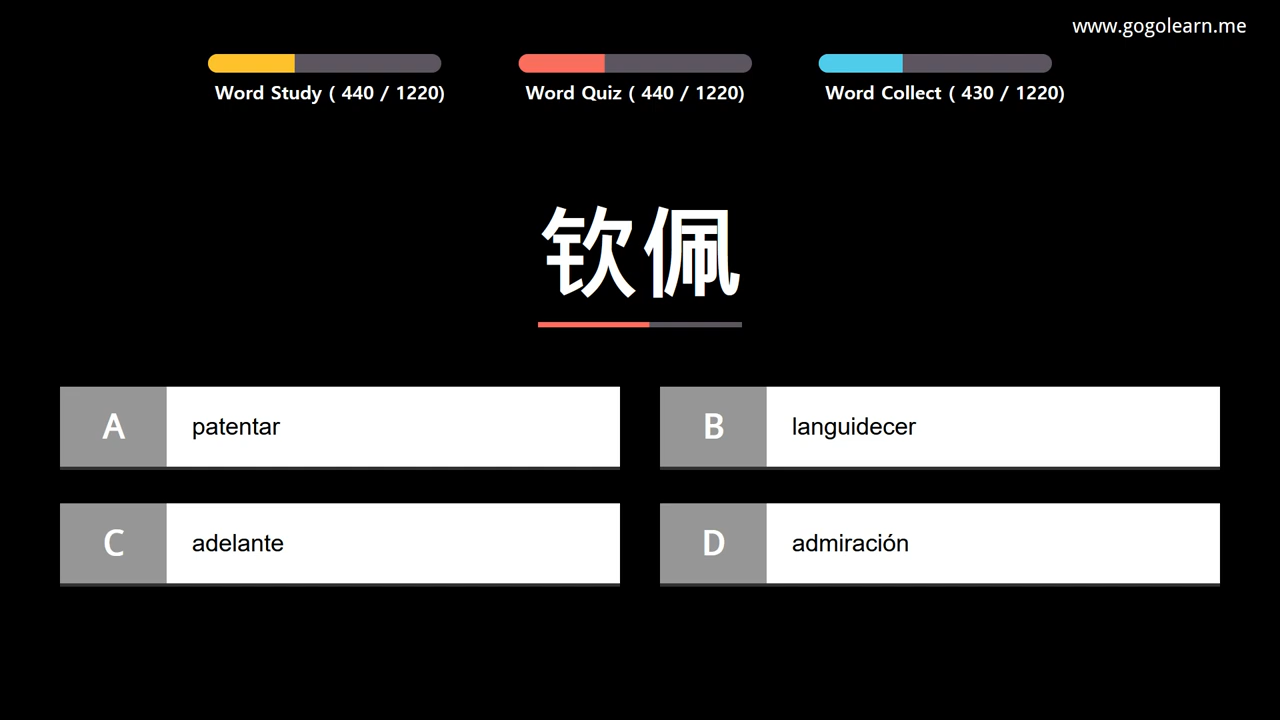 www.gogolearn.me
Word Study ( 440 / 1220)
Word Quiz ( 440 / 1220)
Word Collect ( 430 / 1220)
钦佩
A patentar
B languidecer
C adelante
D admiración